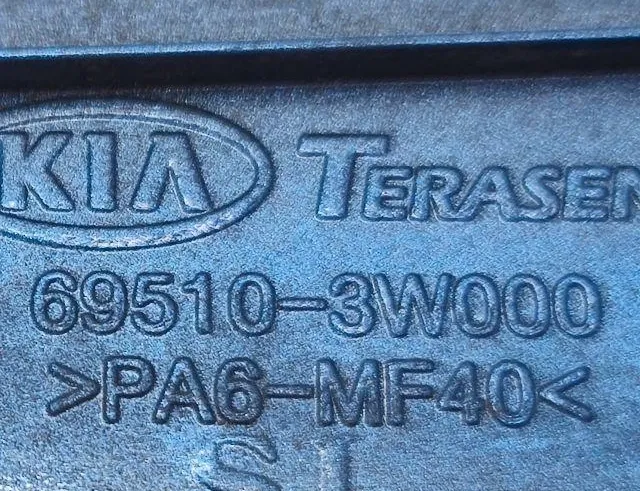 KIA TERASEN
69510-3W000
>PA6-MF40<